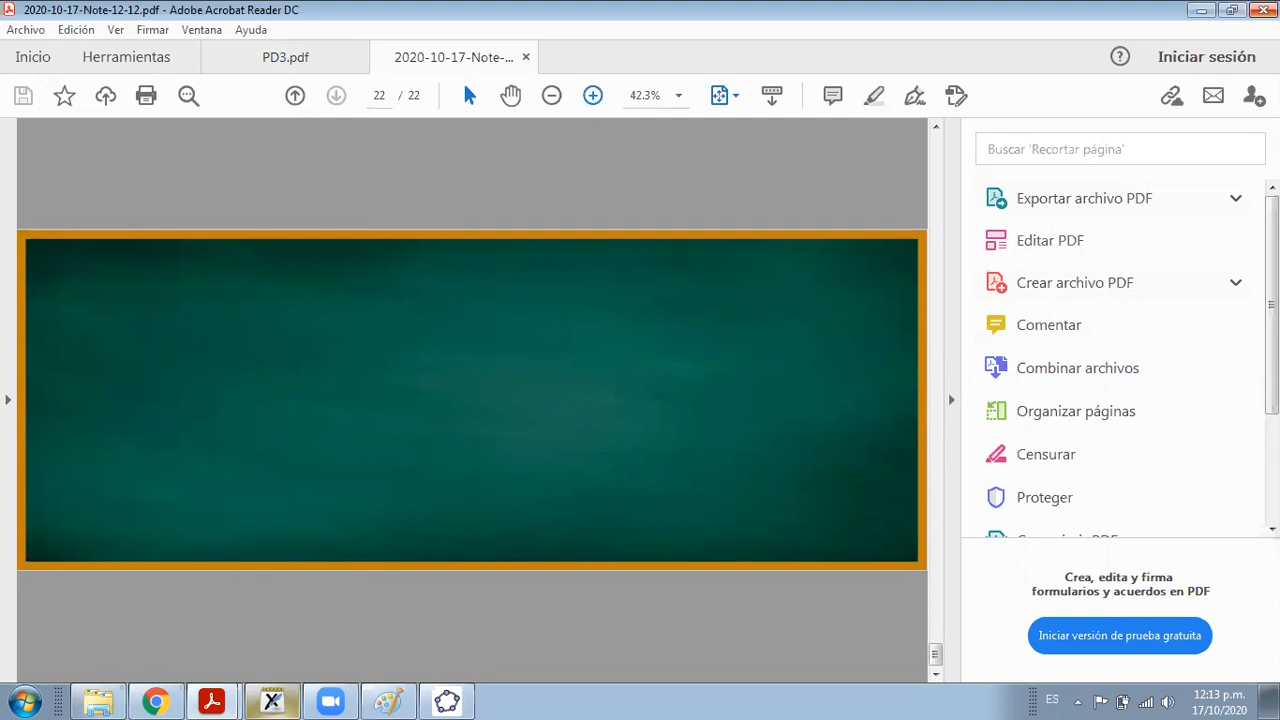 2020-10-17-Note-12-12.pdf - Adobe Acrobat Reader DC
Archivo Edición Ver Firmar Ventana Ayuda
Inicio Herramientas PD3.pdf 2020-10-17-Note-... × Iniciar sesión
22 / 22 42.3%
Buscar 'Recortar página'
Exportar archivo PDF
Editar PDF
Crear archivo PDF
Comentar
Combinar archivos
Organizar páginas
Censurar
Proteger
Crea, edita y firma
formularios y acuerdos en PDF
Iniciar versión de prueba gratuita
ES 12:13 p.m.
17/10/2020